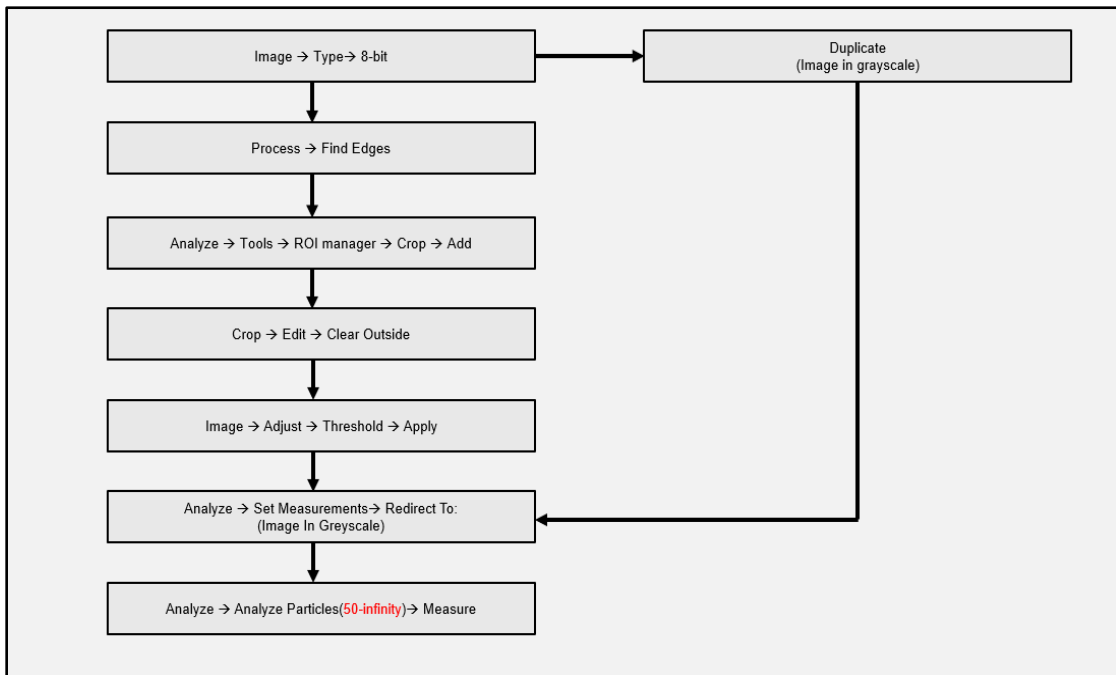 Image → Type→ 8-bit
Duplicate
(Image in grayscale)
Process → Find Edges
Analyze → Tools → ROI manager → Crop → Add
Crop → Edit → Clear Outside
Image → Adjust → Threshold → Apply
Analyze → Set Measurements→ Redirect To:
(Image In Greyscale)
Analyze → Analyze Particles(50-infinity)→ Measure